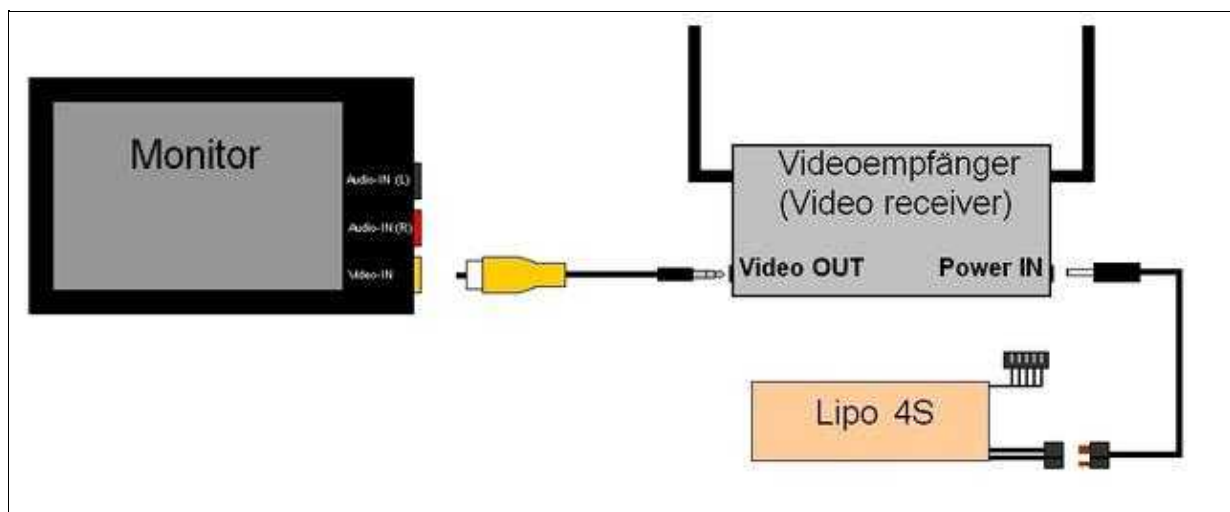 Monitor
Audio-IN (L)
Audio-IN (R)
Video-IN
Videoempfänger
(Video receiver)
Video OUT
Power IN
Lipo 4S